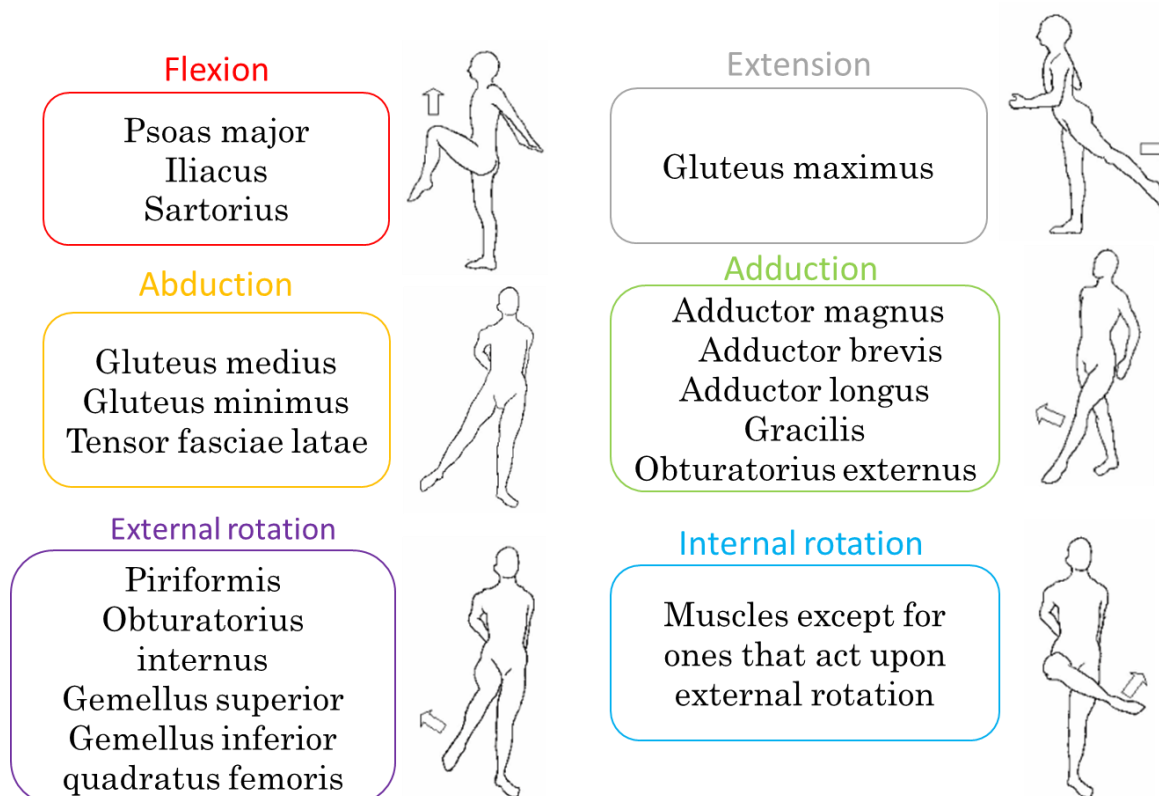 Flexion
Psoas major
Iliacus
Sartorius
Extension
Gluteus maximus
Abduction
Gluteus medius
Gluteus minimus
Tensor fasciae latae
Adduction
Adductor magnus
Adductor brevis
Adductor longus
Gracilis
Obturatorius externus
External rotation
Piriformis
Obturatorius
internus
Gemellus superior
Gemellus inferior
quadratus femoris
Internal rotation
Muscles except for
ones that act upon
external rotation